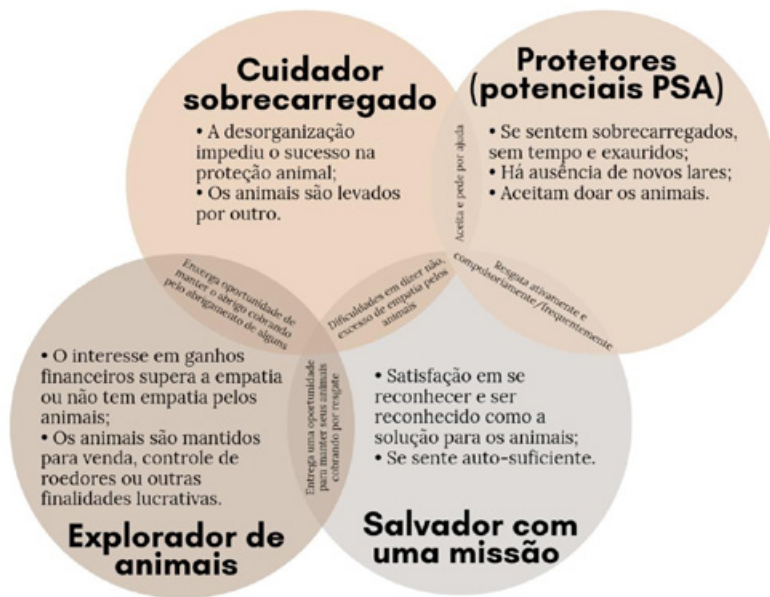 Cuidador
sobrecarregado
• A desorganização
impediu o sucesso na
proteção animal;
• Os animais são levados
por outro.
Protetores
(potenciais PSA)
• Se sentem sobrecarregados,
sem tempo e exauridos;
• Há ausência de novos lares;
• Aceitam doar os animais.
Aceita e pede por ajuda
Enxerga oportunidade de
manter o abrigo cobrando
pelo abrigamento de alguns
Dificuldades em dizer não,
excesso de empatia pelos
animais
Resgata ativamente e
compulsoriamente/frequentemente
• O interesse em ganhos
financeiros supera a empatia
ou não tem empatia pelos
animais;
• Os animais são mantidos
para venda, controle de
roedores ou outras
finalidades lucrativas.
Explorador de
animais
Entrega uma oportunidade
para manter seus animais
cobrando por resgate
• Satisfação em se
reconhecer e ser
reconhecido como a
solução para os animais;
• Se sente auto-suficiente.
Salvador com
uma missão